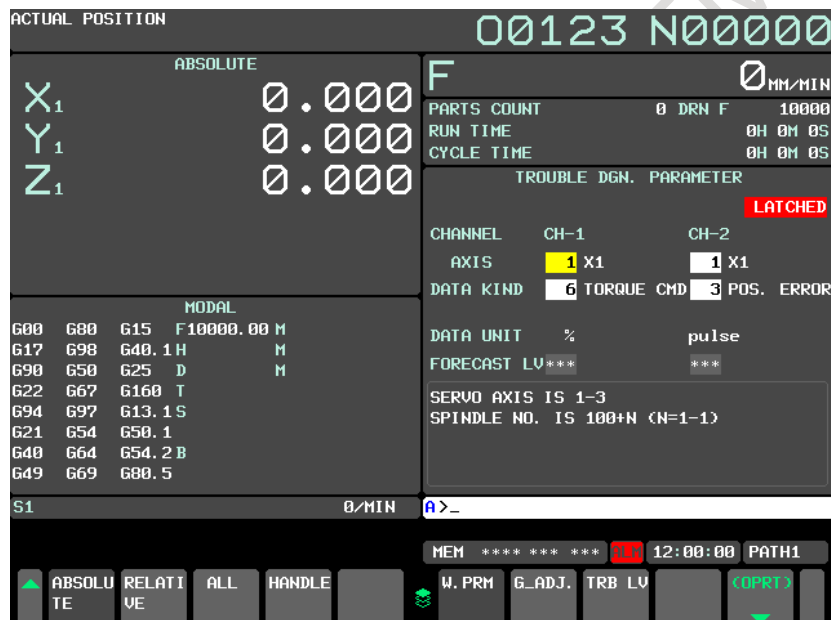 ACTUAL POSITION
O0123 N00000
ABSOLUTE
X1 0.000
Y1 0.000
Z1 0.000
F 0 MM/MIN
PARTS COUNT 0 DRN F 10000
RUN TIME 0H 0M 0S
CYCLE TIME 0H 0M 0S
TROUBLE DGN. PARAMETER
LATCHED
CHANNEL CH-1 CH-2
AXIS 1 X1 1 X1
DATA KIND 6 TORQUE CMD 3 POS. ERROR
DATA UNIT % pulse
FORECAST LV*** ***
SERVO AXIS IS 1-3
SPINDLE NO. IS 100+N (N=1-1)
MODAL
G00 G80 G15 F10000.00 M
G17 G98 G40.1 H M
G90 G50 G25 D M
G22 G67 G160 T
G94 G97 G13.1 S
G21 G54 G50.1
G40 G64 G54.2 B
G49 G69 G80.5
S1 0/MIN
A>_
MEM **** *** *** ALM 12:00:00 PATH1
ABSOLU RELATI ALL HANDLE W.PRM G_ADJ. TRB LV (OPRT)
TE VE